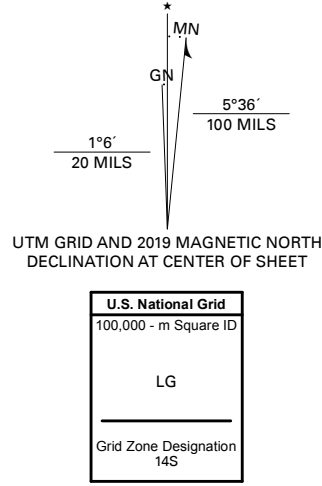 ★
MN
GN
5°36´
100 MILS
1°6´
20 MILS
UTM GRID AND 2019 MAGNETIC NORTH
DECLINATION AT CENTER OF SHEET
U.S. National Grid
100,000 - m Square ID
LG
Grid Zone Designation
14S